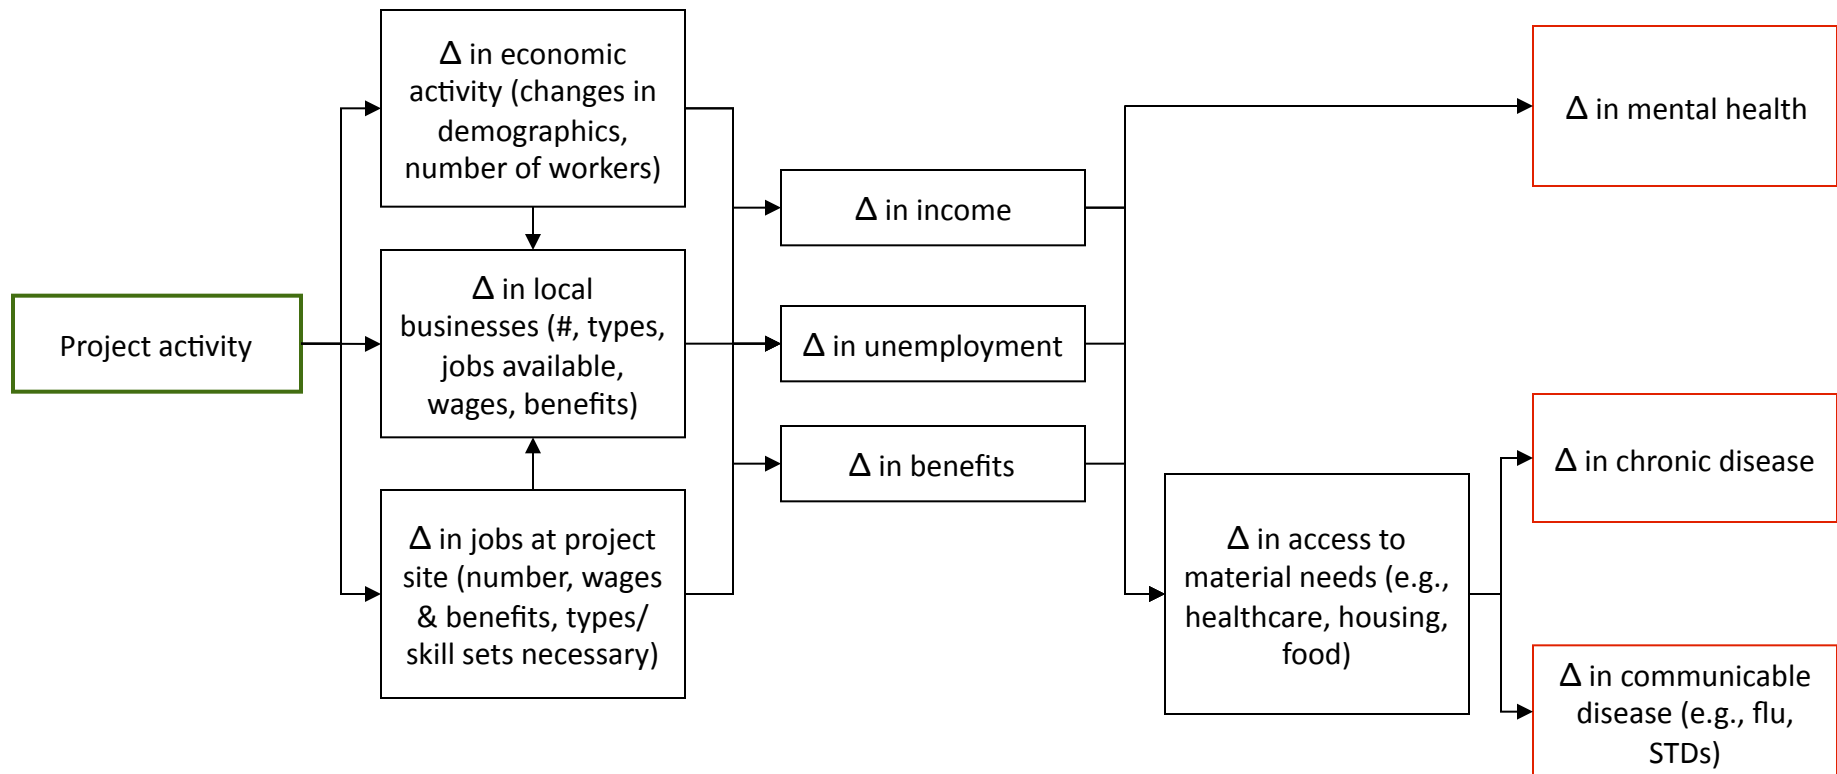 Project activity
Δ in economic
activity (changes in
demographics,
number of workers)
Δ in local
businesses (#, types,
jobs available,
wages, benefits)
Δ in jobs at project
site (number, wages
& benefits, types/
skill sets necessary)
Δ in income
Δ in unemployment
Δ in benefits
Δ in access to
material needs (e.g.,
healthcare, housing,
food)
Δ in mental health
Δ in chronic disease
Δ in communicable
disease (e.g., flu,
STDs)